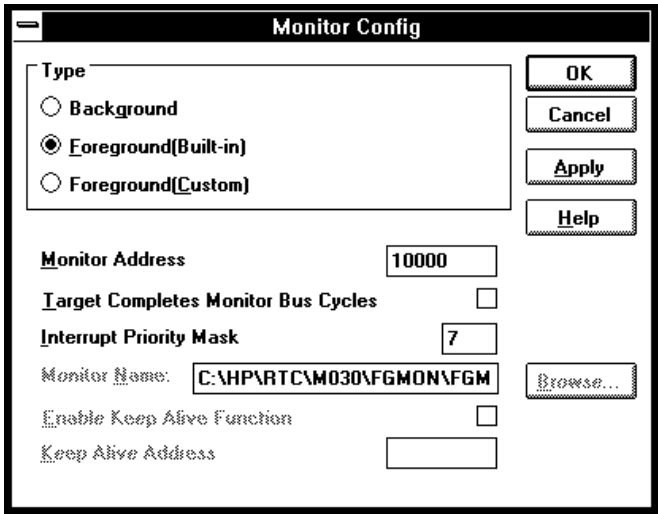 Monitor Config
Type
Background
Foreground(Built-in)
Foreground(Custom)
OK
Cancel
Apply
Help
Monitor Address 10000
Target Completes Monitor Bus Cycles
Interrupt Priority Mask 7
Monitor Name: C:\HP\RTC\M030\FGMON\FGM Browse...
Enable Keep Alive Function
Keep Alive Address